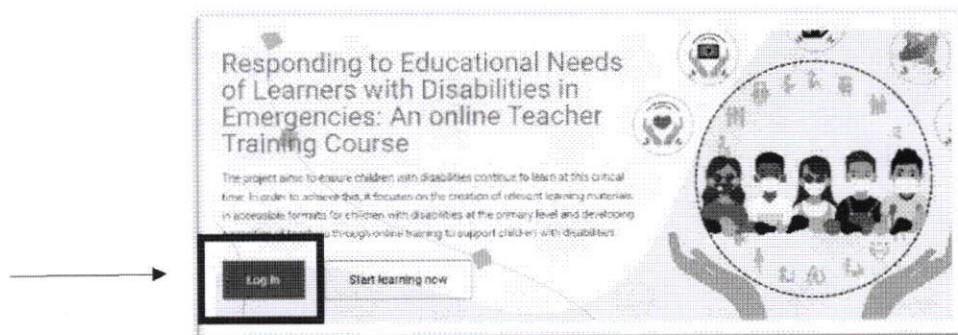 Responding to Educational Needs
of Learners with Disabilities in
Emergencies: An online Teacher
Training Course
The project aims to ensure children with disabilities continue to learn at this critical
time. In order to achieve this, it focuses on the creation of relevant learning materials
in accessible formats for children with disabilities at the primary level and developing
of through online training to support children with disabilities.
Log in
Start learning now